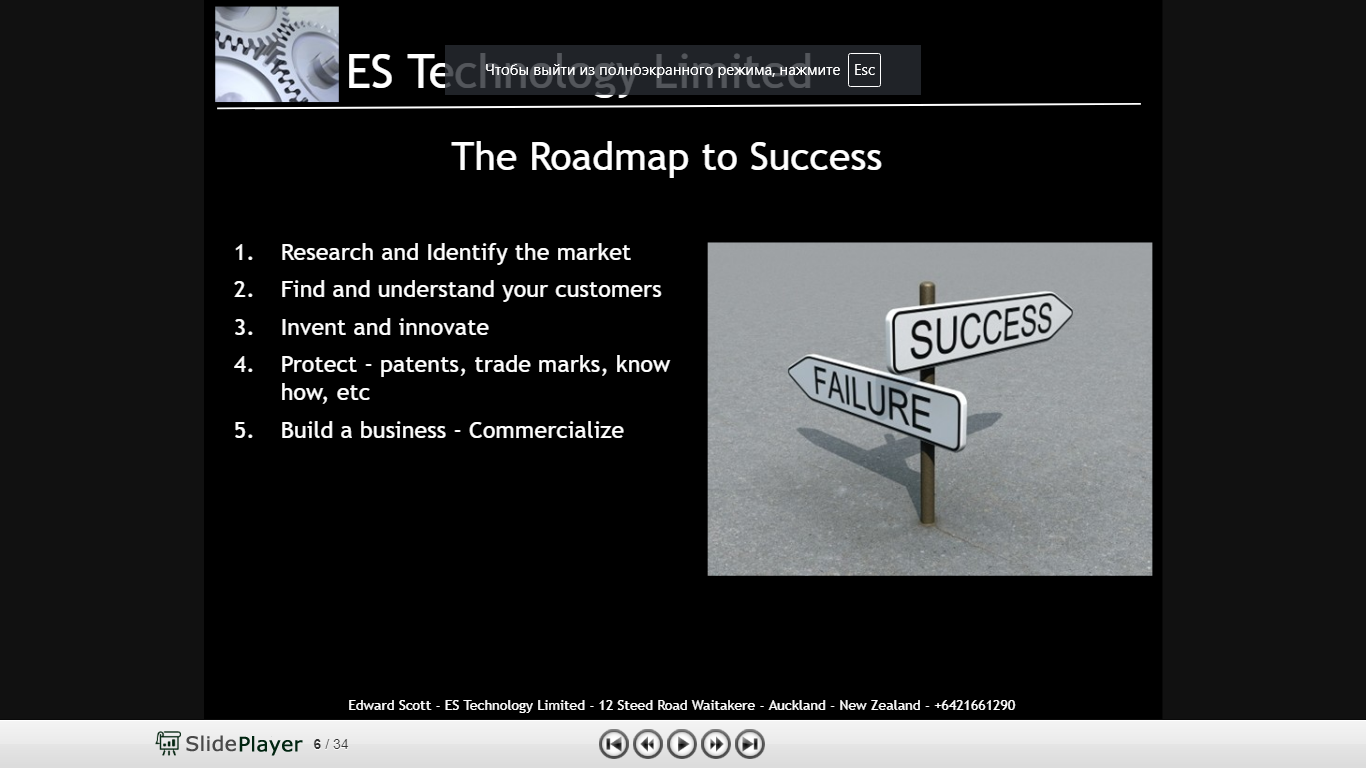 ES Technology Limited
Чтобы выйти из полноэкранного режима, нажмите Esc
The Roadmap to Success
1. Research and Identify the market
2. Find and understand your customers
3. Invent and innovate
4. Protect - patents, trade marks, know
how, etc
5. Build a business - Commercialize
SUCCESS
FAILURE
Edward Scott - ES Technology Limited - 12 Steed Road Waitakere - Auckland - New Zealand - +6421661290
SlidePlayer 6 / 34